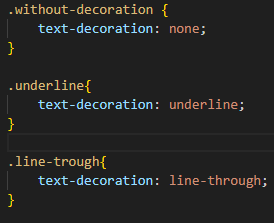 .without-decoration {
    text-decoration: none;
}
.underline{
    text-decoration: underline;
}
.line-trough{
    text-decoration: line-through;
}